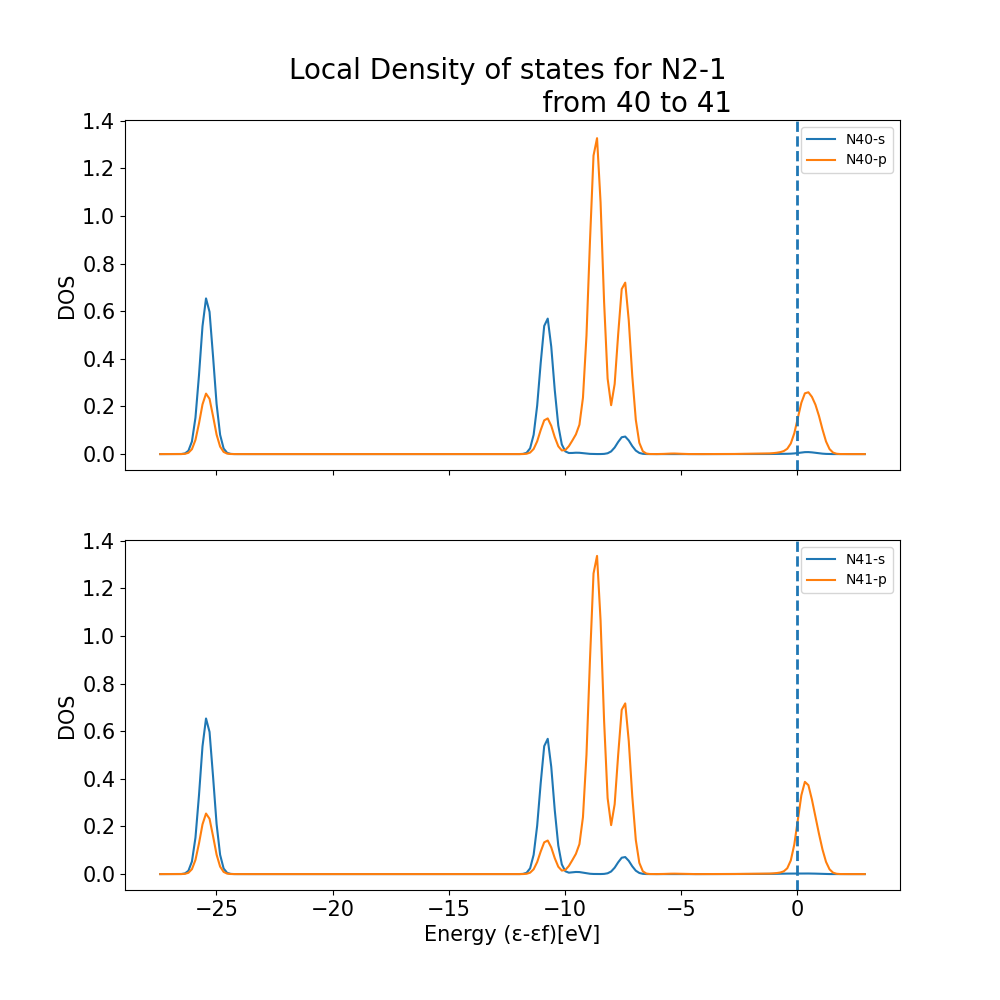 Local Density of states for N2-1
from 40 to 41
1.4
1.2
1.0
0.8
0.6
0.4
0.2
0.0
DOS
N40-s
N40-p
1.4
1.2
1.0
0.8
0.6
0.4
0.2
0.0
DOS
N41-s
N41-p
−25 −20 −15 −10 −5 0
Energy (ε-εf)[eV]